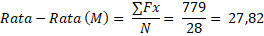 Rata − Rata (M) = ∑Fx / N = 779 / 28 = 27,82